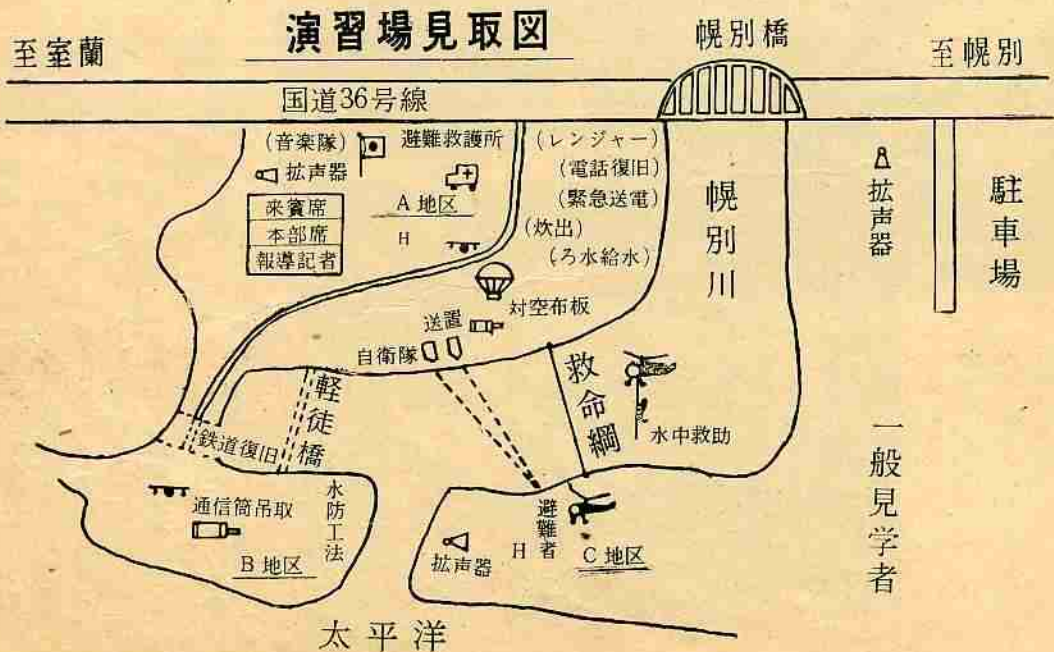 演習場見取図
至室蘭
幌別橋
至幌別
国道36号線
(音楽隊)
拡声器
避難救護所
来賓席
本部席
報導記者
A地区
H
(レンジャー)
(電話復旧)
(緊急送電)
(炊出)
(ろ水給水)
対空布板
送置
自衛隊
幌別川
拡声器
駐車場
救命綱
水中救助
軽徒橋
鉄道復旧
通信筒吊取
水防工法
B地区
拡声器
H
避難者
C地区
一般見学者
太平洋